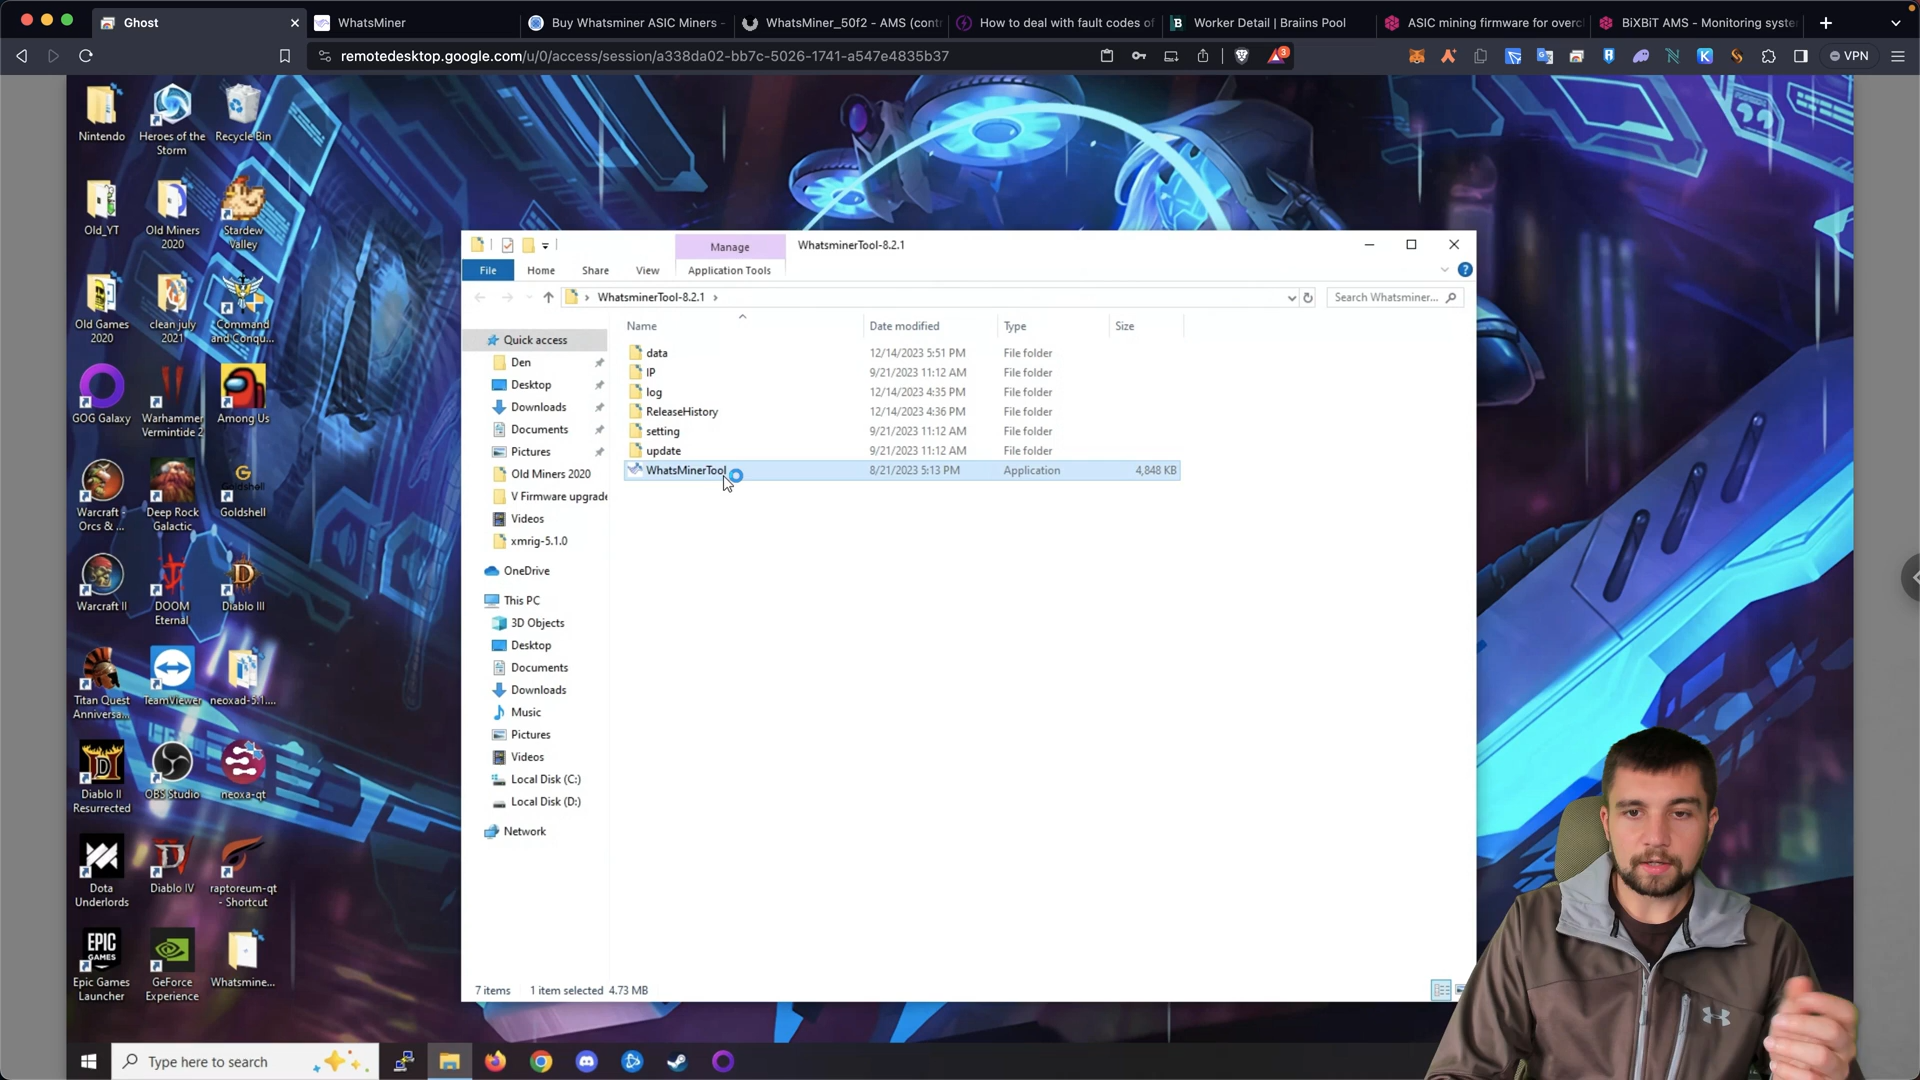 Ghost
WhatsMiner
Buy Whatsminer ASIC Miners -
WhatsMiner_50f2 - AMS (contr
How to deal with fault codes of
Worker Detail | Braiins Pool
ASIC mining firmware for overc
BiXBiT AMS - Monitoring syste
remotedesktop.google.com/u/0/access/session/a338da02-bb7c-5026-1741-a547e4835b37
3
VPN
Nintendo
Heroes of the
Storm
Recycle Bin
Old_YT
Old Miners
2020
Stardew
Valley
Old Games
2020
clean july
2021
Command
and Conqu...
GOG Galaxy
Warhammer
Vermintide 2
Among Us
Warcraft -
Orcs & ...
Deep Rock
Galactic
Goldshell
Goldshell
Warcraft II
DOOM
Eternal
Diablo III
Titan Quest
Anniversa...
TeamViewer
neoxad-5.1....
Diablo II
Resurrected
OBS Studio
neoxa-qt
Dota
Underlords
Diablo IV
raptoreum-qt
- Shortcut
EPIC
GAMES
Epic Games
Launcher
GeForce
Experience
Whatsmine...
Manage
WhatsminerTool-8.2.1
File
Home
Share
View
Application Tools
WhatsminerTool-8.2.1
Search Whatsminer...
Quick access
Den
Desktop
Downloads
Documents
Pictures
Old Miners 2020
V Firmware upgrade
Videos
xmrig-5.1.0
OneDrive
This PC
3D Objects
Desktop
Documents
Downloads
Music
Pictures
Videos
Local Disk (C:)
Local Disk (D:)
Network
Name
Date modified
Type
Size
data 12/14/2023 5:51 PM File folder
IP 9/21/2023 11:12 AM File folder
log 12/14/2023 4:35 PM File folder
ReleaseHistory 12/14/2023 4:36 PM File folder
setting 9/21/2023 11:12 AM File folder
update 9/21/2023 11:12 AM File folder
WhatsMinerTool 8/21/2023 5:13 PM Application 4,848 KB
7 items
1 item selected 4.73 MB
Type here to search